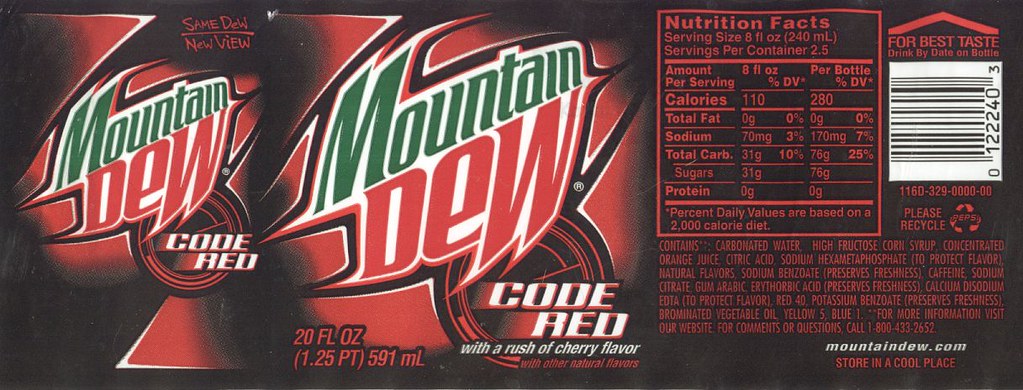 SAME DeW
NeW VIEW
Mountain
Dew®
CODE
RED
Mountain
Dew®
CODE
RED
20 FL OZ
(1.25 PT) 591 mL
with a rush of cherry flavor
with other natural flavors
Nutrition Facts
Serving Size 8 fl oz (240 mL)
Servings Per Container 2.5
Amount 8 fl oz Per Bottle
Per Serving % DV* % DV*
Calories 110 280
Total Fat 0g 0% 0g 0%
Sodium 70mg 3% 170mg 7%
Total Carb. 31g 10% 76g 25%
Sugars 31g 76g
Protein 0g 0g
*Percent Daily Values are based on a
2,000 calorie diet.
FOR BEST TASTE
Drink By Date on Bottle
0 122240 3
116D-329-0000-00
PLEASE
RECYCLE
PEPSI
CONTAINS**: CARBONATED WATER, HIGH FRUCTOSE CORN SYRUP, CONCENTRATED
ORANGE JUICE, CITRIC ACID, SODIUM HEXAMETAPHOSPHATE (TO PROTECT FLAVOR),
NATURAL FLAVORS, SODIUM BENZOATE (PRESERVES FRESHNESS), CAFFEINE, SODIUM
CITRATE, GUM ARABIC, ERYTHORBIC ACID (PRESERVES FRESHNESS), CALCIUM DISODIUM
EDTA (TO PROTECT FLAVOR), RED 40, POTASSIUM BENZOATE (PRESERVES FRESHNESS),
BROMINATED VEGETABLE OIL, YELLOW 5, BLUE 1. **FOR MORE INFORMATION VISIT
OUR WEBSITE. FOR COMMENTS OR QUESTIONS, CALL 1-800-433-2652.
mountaindew.com
STORE IN A COOL PLACE